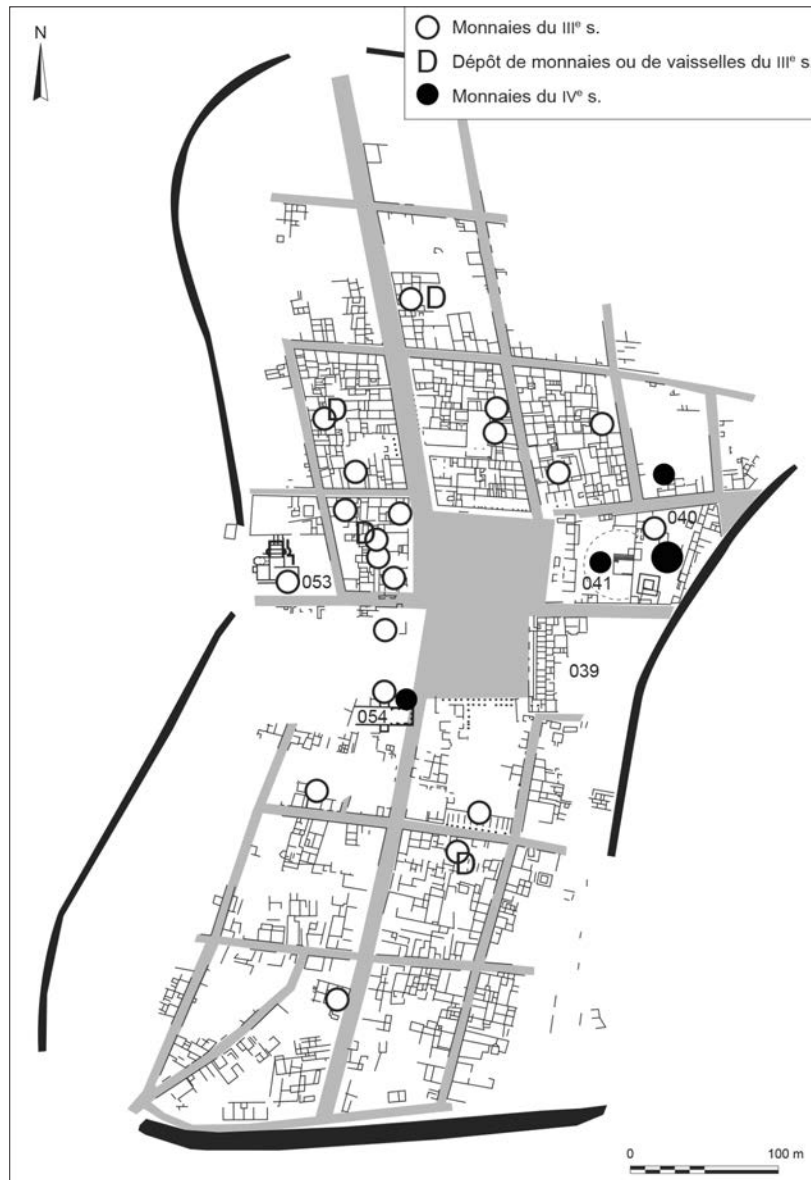 N
Monnaies du IIIe s.
D Dépôt de monnaies ou de vaisselles du IIIe s.
Monnaies du IVe s.
D
D
D
040
041
053
039
054
D
0 100 m